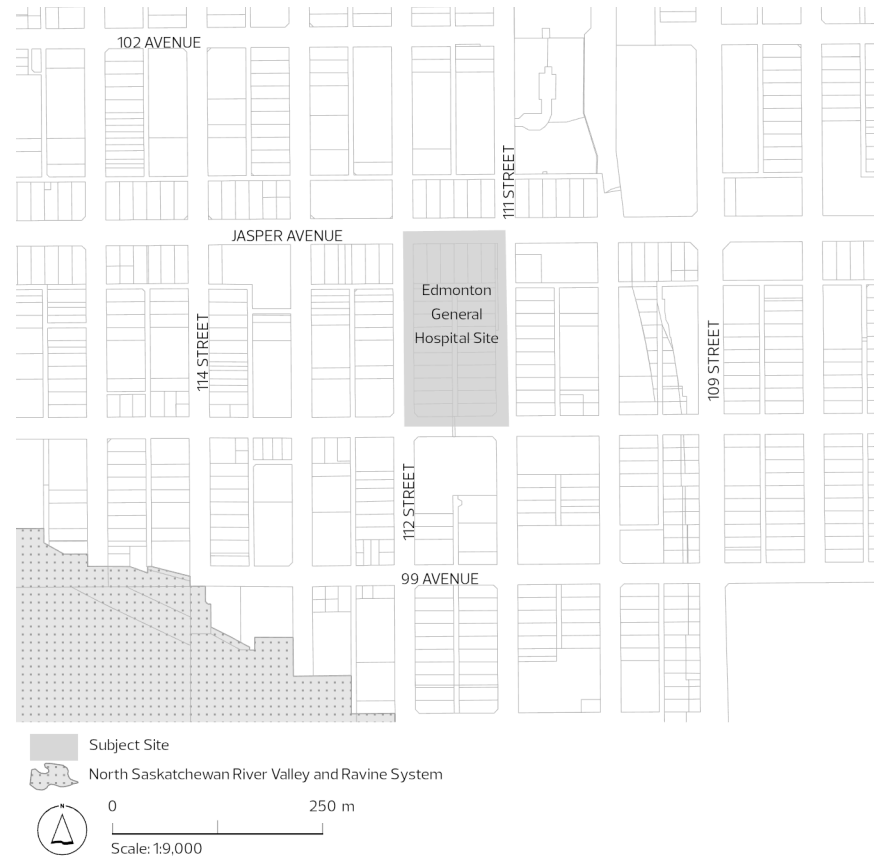 102 AVENUE
111 STREET
JASPER AVENUE
Edmonton
General
Hospital Site
114 STREET
109 STREET
112 STREET
99 AVENUE
Subject Site
North Saskatchewan River Valley and Ravine System
N
0
250 m
Scale: 1:9,000